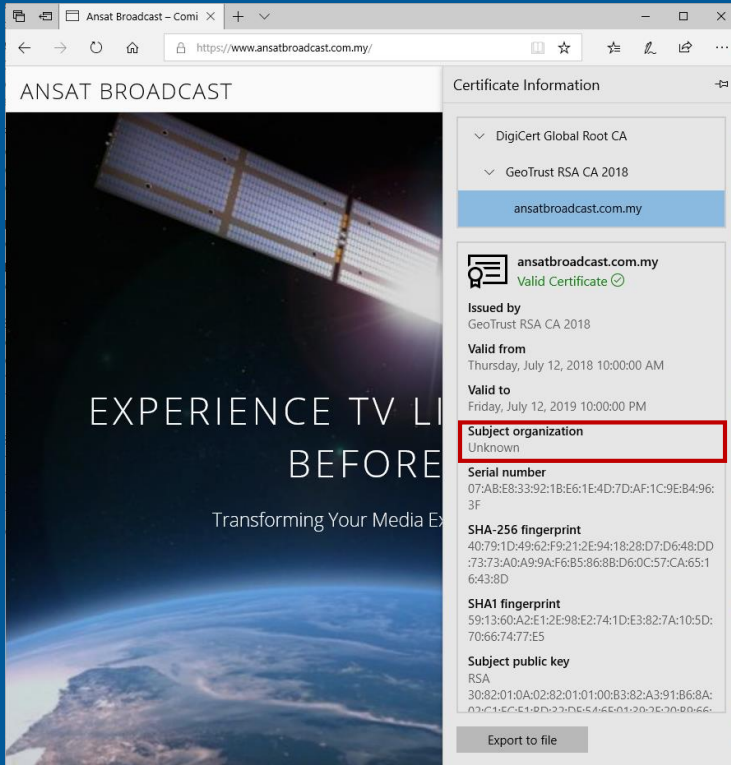 Ansat Broadcast – Comi
https://www.ansatbroadcast.com.my/
ANSAT BROADCAST
EXPERIENCE TV LI
BEFORE
Transforming Your Media Ex
Certificate Information
DigiCert Global Root CA
GeoTrust RSA CA 2018
ansatbroadcast.com.my
ansatbroadcast.com.my
Valid Certificate
Issued by
GeoTrust RSA CA 2018
Valid from
Thursday, July 12, 2018 10:00:00 AM
Valid to
Friday, July 12, 2019 10:00:00 PM
Subject organization
Unknown
Serial number
07:AB:E8:33:92:1B:E6:1E:4D:7D:AF:1C:9E:B4:96:
3F
SHA-256 fingerprint
40:79:1D:49:62:F9:21:2E:94:18:28:D7:D6:48:DD
:73:73:A0:A9:9A:F6:B5:86:8B:D6:0C:57:CA:65:1
6:43:8D
SHA1 fingerprint
59:13:60:A2:E1:2E:98:E2:74:1D:E3:82:7A:10:5D:
70:66:74:77:E5
Subject public key
RSA
30:82:01:0A:02:82:01:01:00:B3:82:A3:91:B6:8A:
Export to file